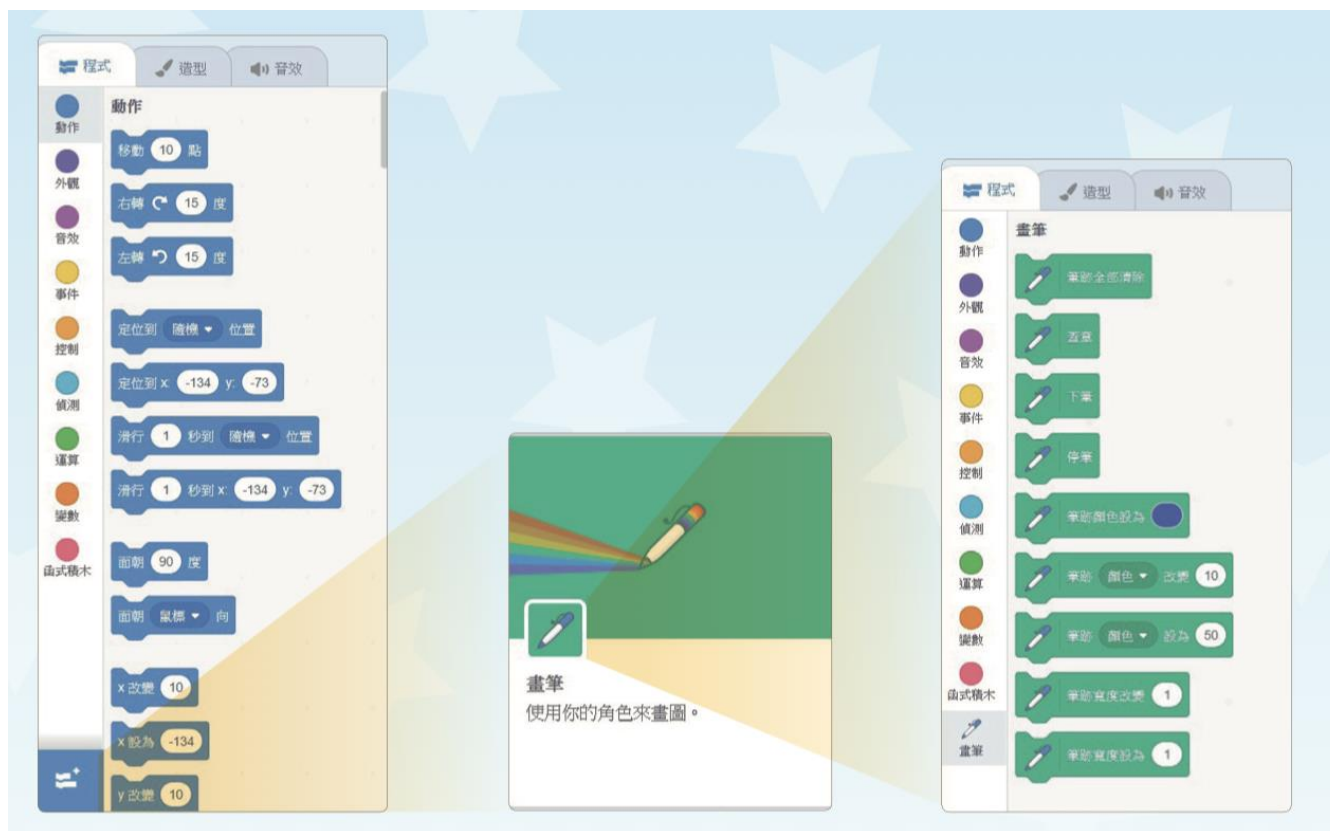 程式
造型
音效
動作
外觀
音效
事件
控制
偵測
運算
變數
函式積木
動作
移動 10 點
右轉 15 度
左轉 15 度
定位到 隨機 位置
定位到 x: -134 y: -73
滑行 1 秒到 隨機 位置
滑行 1 秒到 x: -134 y: -73
面朝 90 度
面朝 鼠標 向
x 改變 10
x 設為 -134
y 改變 10
畫筆
使用你的角色來畫圖。
程式
造型
音效
動作
外觀
音效
事件
控制
偵測
運算
變數
函式積木
畫筆
畫筆
筆跡全部清除
蓋章
下筆
停筆
筆跡顏色設為
筆跡 顏色 改變 10
筆跡 顏色 設為 50
筆跡寬度改變 1
筆跡寬度設為 1